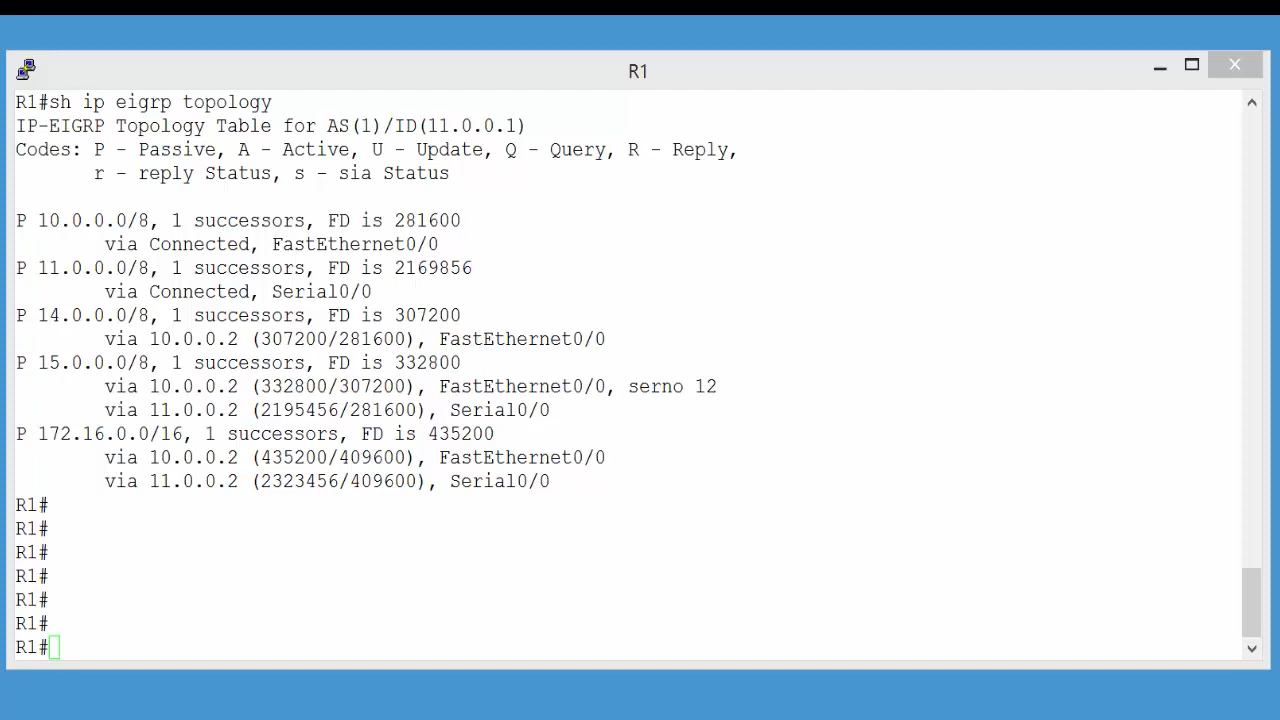 R1
R1#sh ip eigrp topology
IP-EIGRP Topology Table for AS(1)/ID(11.0.0.1)
Codes: P - Passive, A - Active, U - Update, Q - Query, R - Reply,
r - reply Status, s - sia Status
P 10.0.0.0/8, 1 successors, FD is 281600
via Connected, FastEthernet0/0
P 11.0.0.0/8, 1 successors, FD is 2169856
via Connected, Serial0/0
P 14.0.0.0/8, 1 successors, FD is 307200
via 10.0.0.2 (307200/281600), FastEthernet0/0
P 15.0.0.0/8, 1 successors, FD is 332800
via 10.0.0.2 (332800/307200), FastEthernet0/0, serno 12
via 11.0.0.2 (2195456/281600), Serial0/0
P 172.16.0.0/16, 1 successors, FD is 435200
via 10.0.0.2 (435200/409600), FastEthernet0/0
via 11.0.0.2 (2323456/409600), Serial0/0
R1#
R1#
R1#
R1#
R1#
R1#
R1#